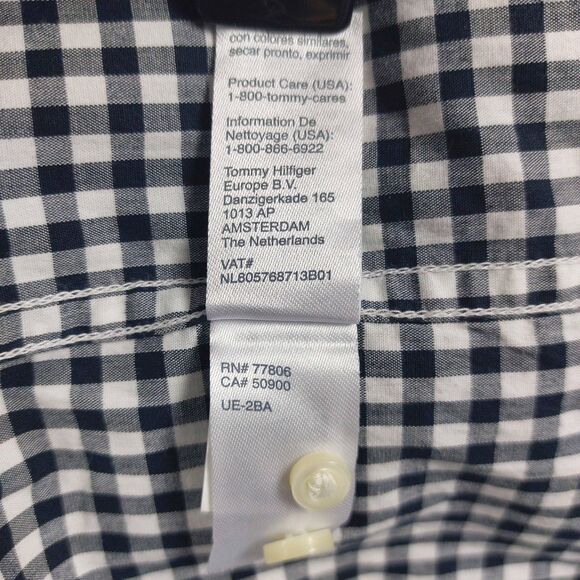 con colores similares,
secar pronto, exprimir
Product Care (USA):
1-800-tommy-cares
Information De
Nettoyage (USA):
1-800-866-6922
Tommy Hilfiger
Europe B.V.
Danzigerkade 165
1013 AP
AMSTERDAM
The Netherlands
VAT#
NL805768713B01
RN# 77806
CA# 50900
UE-2BA